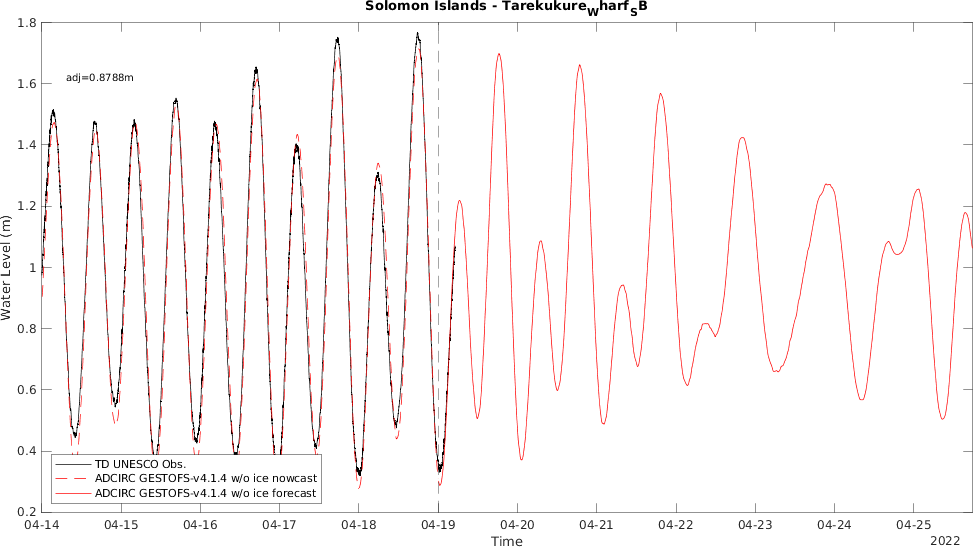 Solomon Islands - TarekukureWharfSB
1.8
1.6
1.4
1.2
1
0.8
0.6
0.4
0.2
Water Level (m)
adj=0.8788m
TD UNESCO Obs.
ADCIRC GESTOFS-v4.1.4 w/o ice nowcast
ADCIRC GESTOFS-v4.1.4 w/o ice forecast
04-14 04-15 04-16 04-17 04-18 04-19 04-20 04-21 04-22 04-23 04-24 04-25
Time
2022